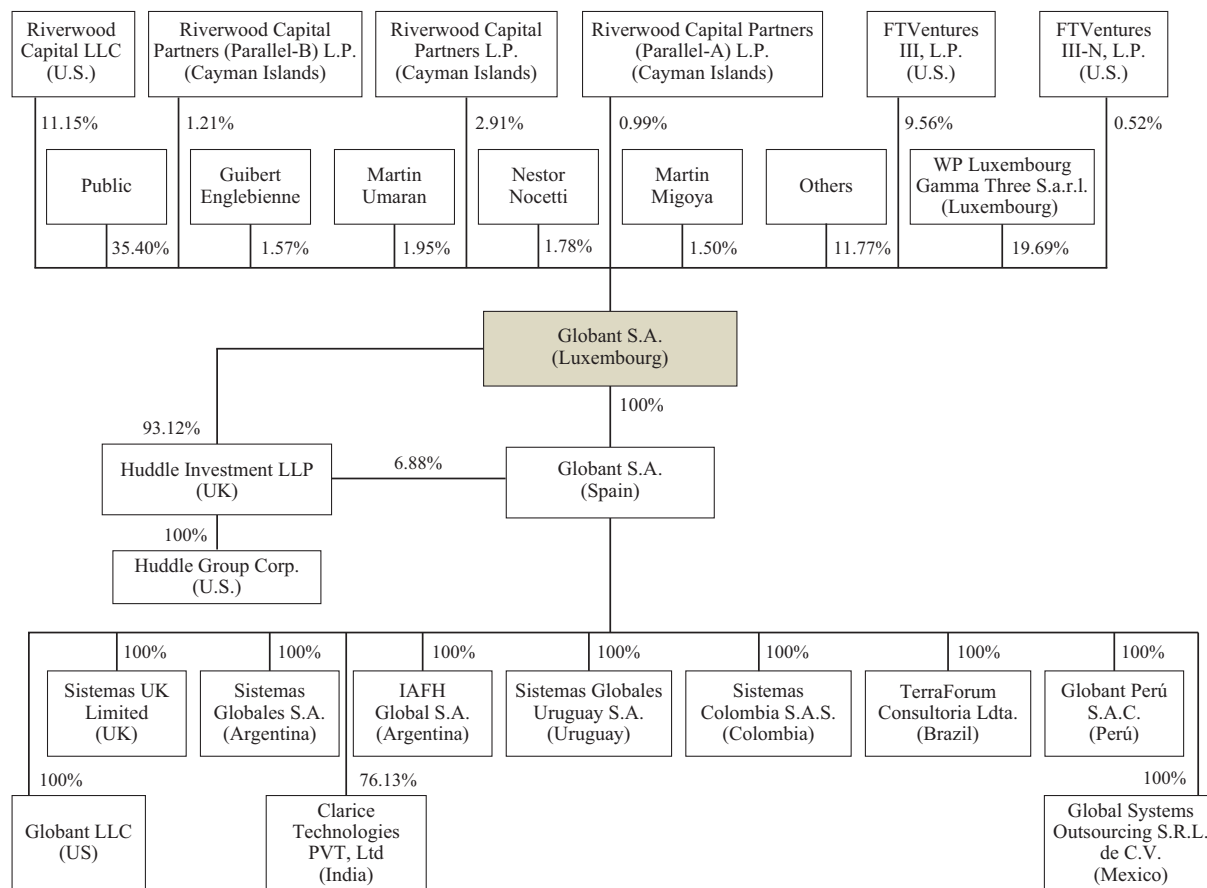 Riverwood
Capital LLC
(U.S.)
Riverwood Capital
Partners (Parallel-B) L.P.
(Cayman Islands)
Riverwood Capital
Partners L.P.
(Cayman Islands)
Riverwood Capital Partners
(Parallel-A) L.P.
(Cayman Islands)
FTVentures
III, L.P.
(U.S.)
FTVentures
III-N, L.P.
(U.S.)
11.15%
1.21%
2.91%
0.99%
9.56%
0.52%
Public
Guibert
Englebienne
Martin
Umaran
Nestor
Nocetti
Martin
Migoya
Others
WP Luxembourg
Gamma Three S.a.r.l.
(Luxembourg)
35.40%
1.57%
1.95%
1.78%
1.50%
11.77%
19.69%
Globant S.A.
(Luxembourg)
100%
93.12%
Huddle Investment LLP
(UK)
6.88%
Globant S.A.
(Spain)
100%
Huddle Group Corp.
(U.S.)
100%
100%
100%
100%
100%
100%
100%
Sistemas UK
Limited
(UK)
Sistemas
Globales S.A.
(Argentina)
IAFH
Global S.A.
(Argentina)
Sistemas Globales
Uruguay S.A.
(Uruguay)
Sistemas
Colombia S.A.S.
(Colombia)
TerraForum
Consultoria Ldta.
(Brazil)
Globant Perú
S.A.C.
(Perú)
100%
76.13%
100%
Globant LLC
(US)
Clarice
Technologies
PVT, Ltd
(India)
Global Systems
Outsourcing S.R.L.
de C.V.
(Mexico)